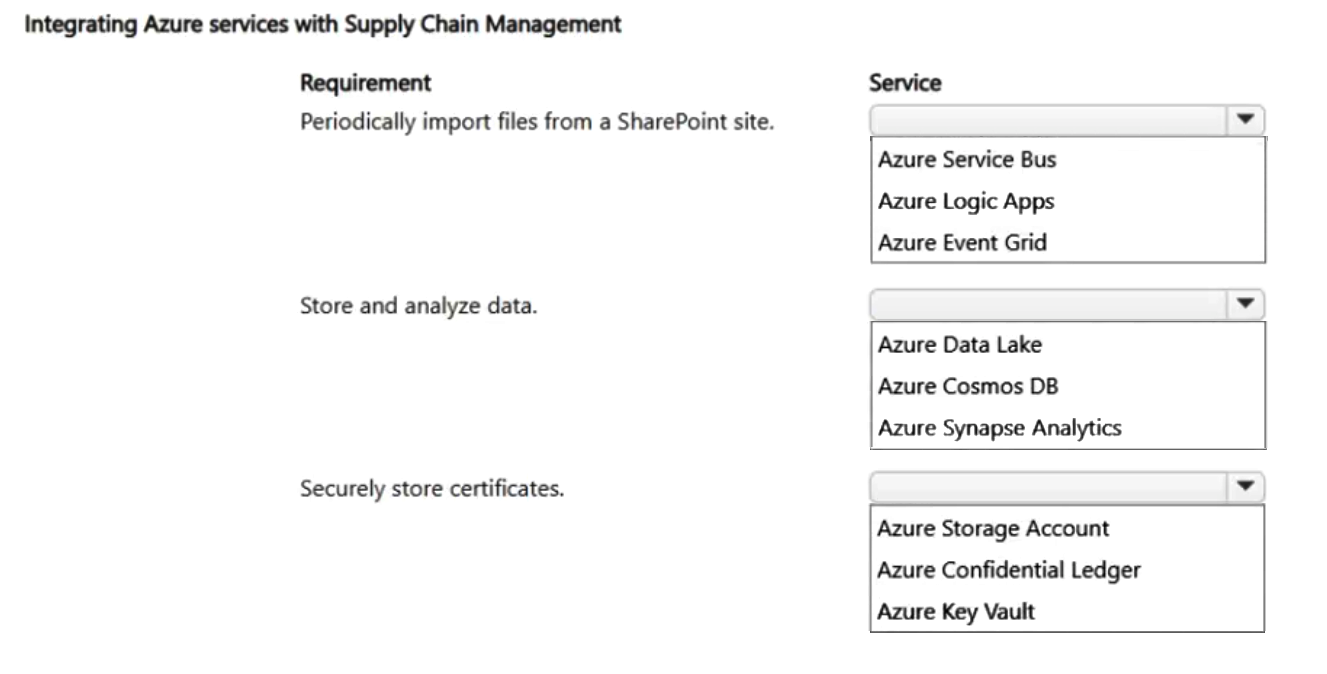 Integrating Azure services with Supply Chain Management
Requirement Service
Periodically import files from a SharePoint site.
Azure Service Bus
Azure Logic Apps
Azure Event Grid
Store and analyze data.
Azure Data Lake
Azure Cosmos DB
Azure Synapse Analytics
Securely store certificates.
Azure Storage Account
Azure Confidential Ledger
Azure Key Vault